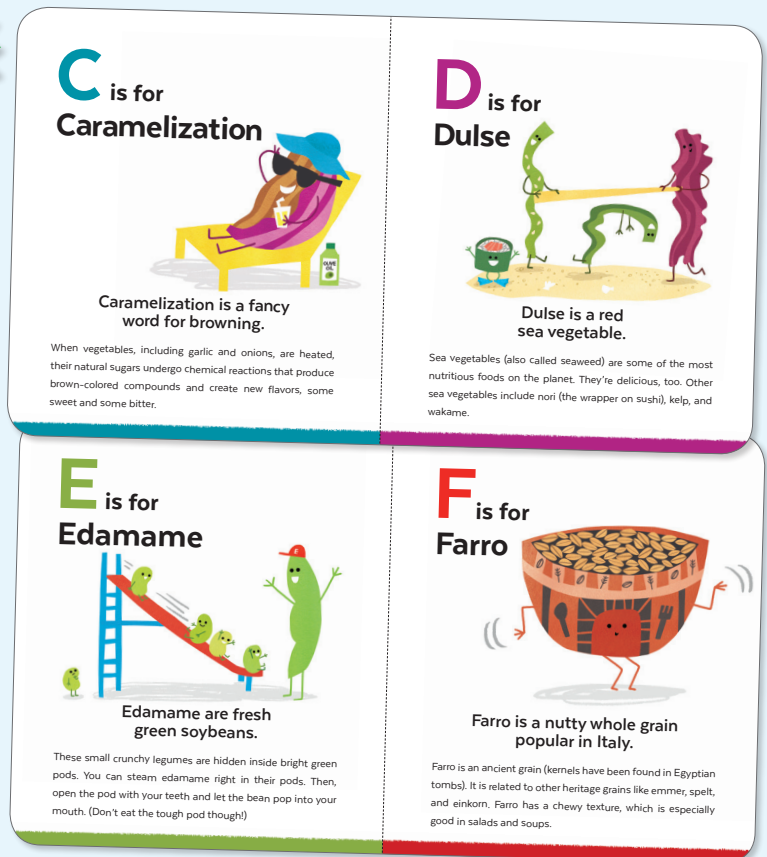 C is for
Caramelization
OLIVE
OIL
Caramelization is a fancy
word for browning.
When vegetables, including garlic and onions, are heated,
their natural sugars undergo chemical reactions that produce
brown-colored compounds and create new flavors, some
sweet and some bitter.
D is for
Dulse
Dulse is a red
sea vegetable.
Sea vegetables (also called seaweed) are some of the most
nutritious foods on the planet. They're delicious, too. Other
sea vegetables include nori (the wrapper on sushi), kelp, and
wakame.
E is for
Edamame
E
Edamame are fresh
green soybeans.
These small crunchy legumes are hidden inside bright green
pods. You can steam edamame right in their pods. Then,
open the pod with your teeth and let the bean pop into your
mouth. (Don't eat the tough pod though!)
F is for
Farro
Farro is a nutty whole grain
popular in Italy.
Farro is an ancient grain (kernels have been found in Egyptian
tombs). It is related to other heritage grains like emmer, spelt,
and einkorn. Farro has a chewy texture, which is especially
good in salads and soups.